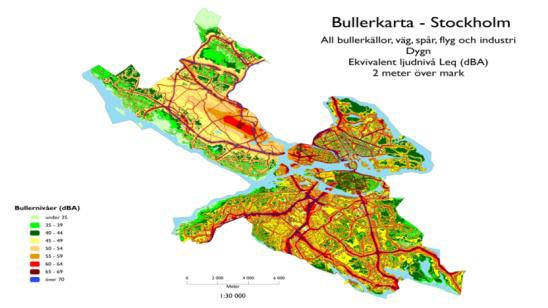 Bullerkarta - Stockholm
All bullerkällor, väg, spår, flyg och industri
Dygn
Ekvivalent ljudnivå Leq (dBA)
2 meter över mark
Bullernivåer (dBA)
under 35
35 - 39
40 - 44
45 - 49
50 - 54
55 - 59
60 - 64
65 - 69
över 70
0 2 000 4 000 6 000
Meter
1:30 000